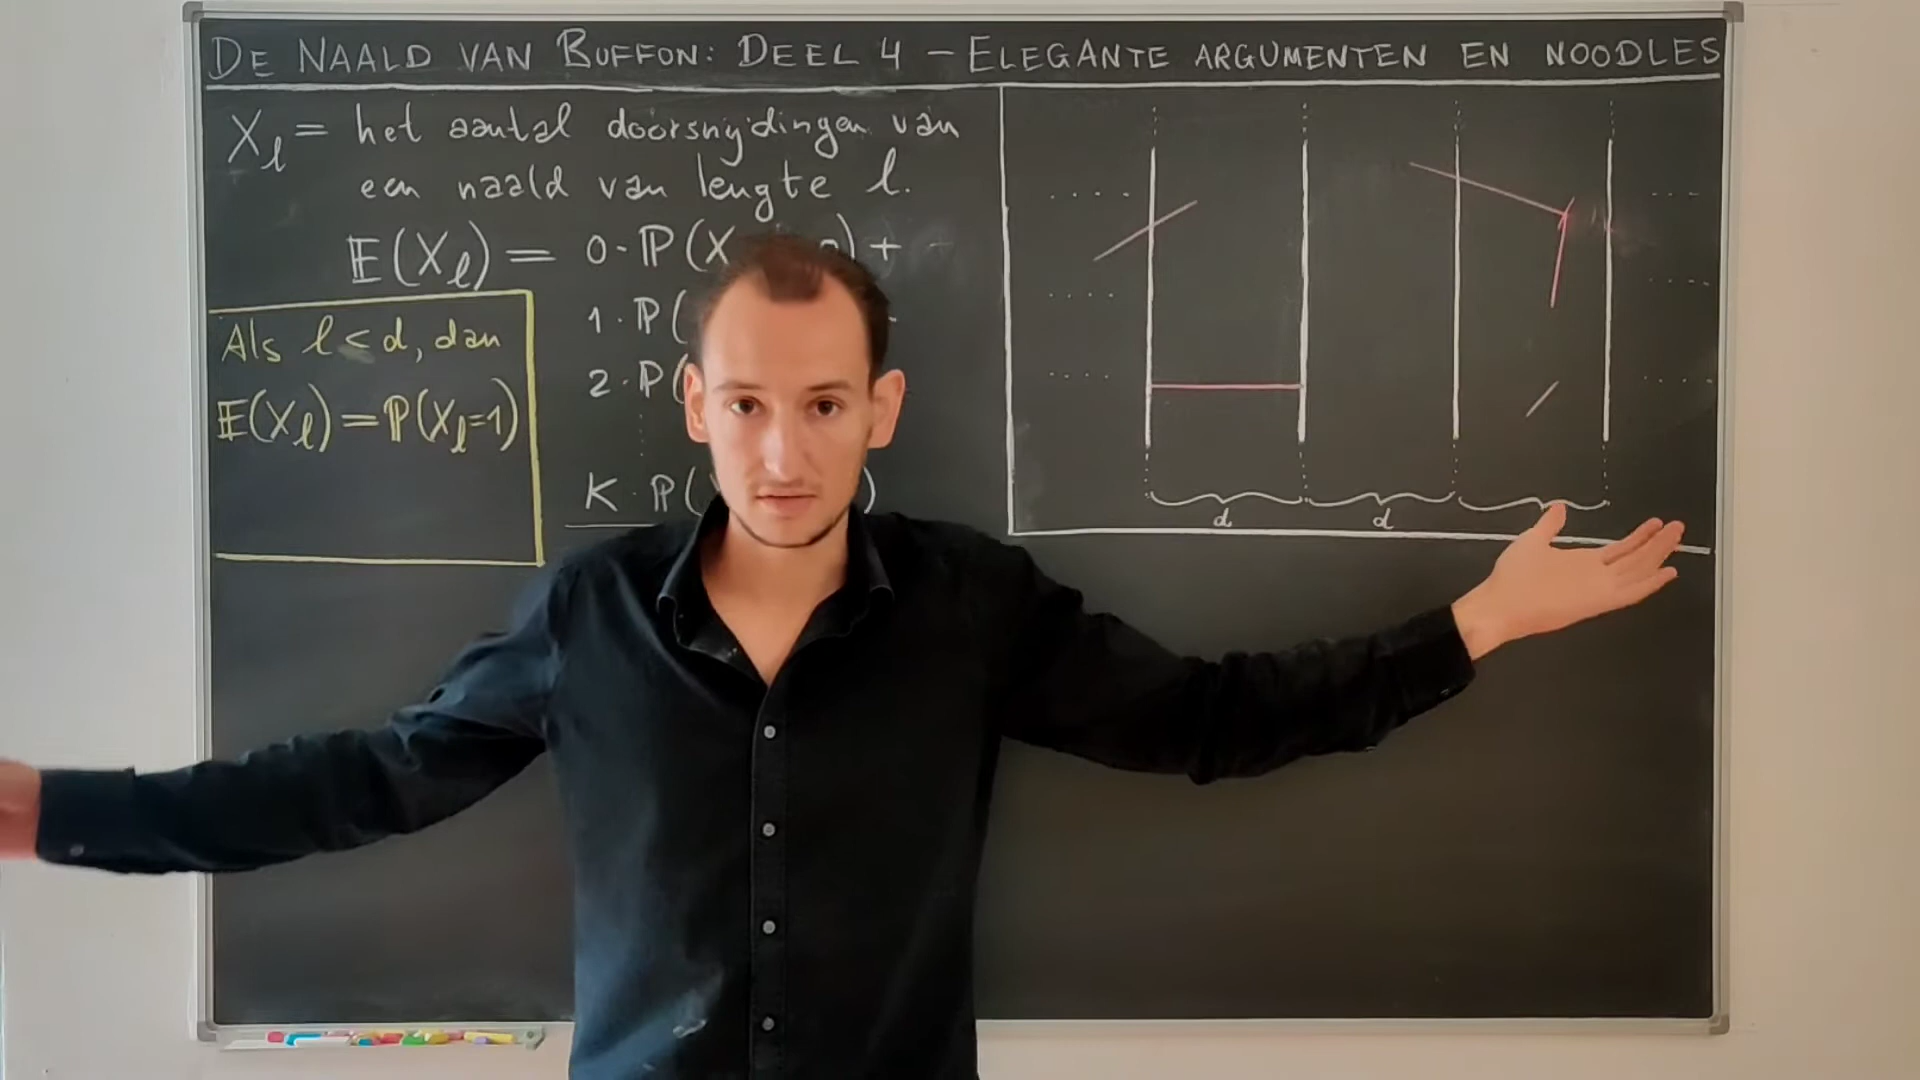 DE NAALD VAN BUFFON: DEEL 4 – ELEGANTE ARGUMENTEN EN NOODLES
Xℓ = het aantal doorsnijdingen van
een naald van lengte ℓ.
𝔼(Xℓ) = 0·ℙ(X ) +
1·ℙ(
2·ℙ(
K·ℙ( )
Als ℓ < d, dan
𝔼(Xℓ) = ℙ(Xℓ=1)
d d